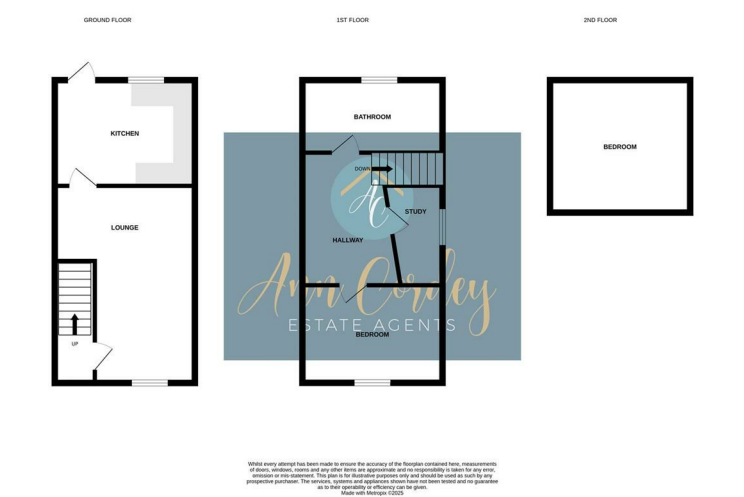 GROUND FLOOR
1ST FLOOR
2ND FLOOR
KITCHEN
LOUNGE
UP
BATHROOM
DOWN
AC
STUDY
HALLWAY
Ann Cordey
ESTATE AGENTS
BEDROOM
BEDROOM
Whilst every attempt has been made to ensure the accuracy of the floorplan contained here, measurements
of doors, windows, rooms and any other items are approximate and no responsibility is taken for any error,
omission or mis-statement. This plan is for illustrative purposes only and should be used as such by any
prospective purchaser. The services, systems and appliances shown have not been tested and no guarantee
as to their operability or efficiency can be given.
Made with Metropix ©2025